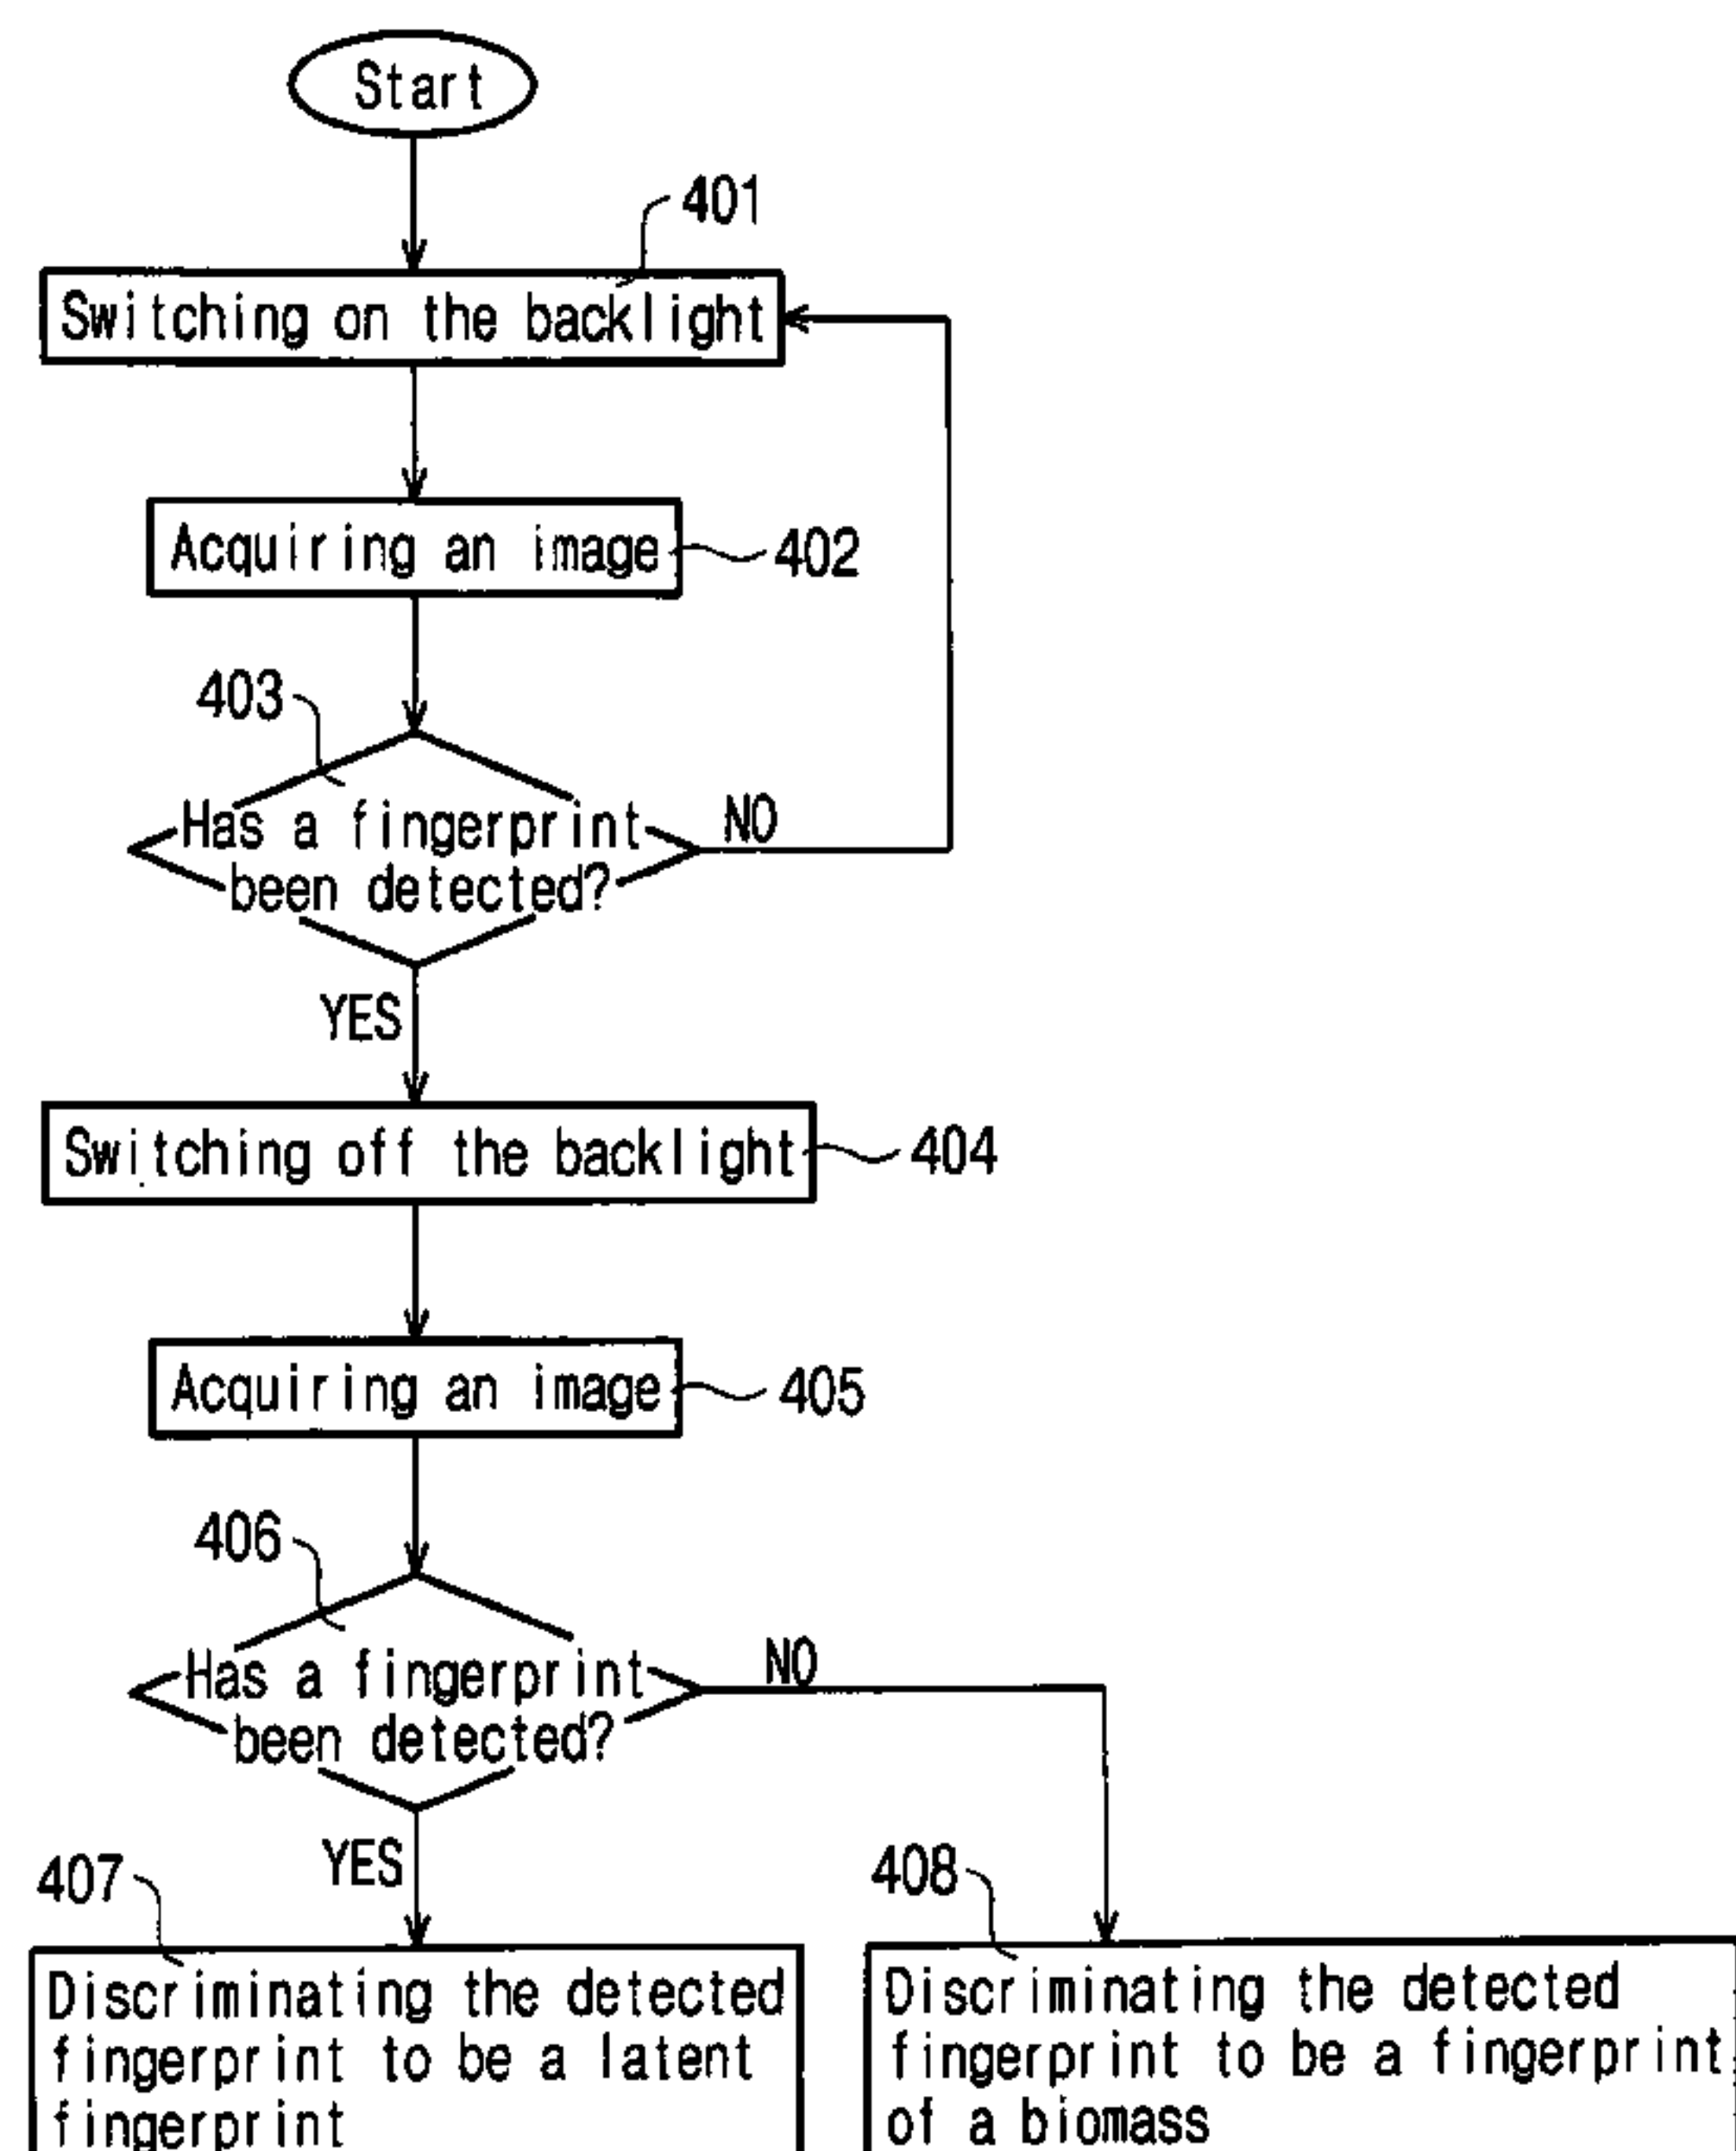 Start
401
Switching on the backlight
Acquiring an image
402
403
Has a fingerprint
been detected?
NO
YES
Switching off the backlight
404
Acquiring an image
405
406
Has a fingerprint
been detected?
NO
YES
407
Discriminating the detected
fingerprint to be a latent
fingerprint
408
Discriminating the detected
fingerprint to be a fingerprint
of a biomass